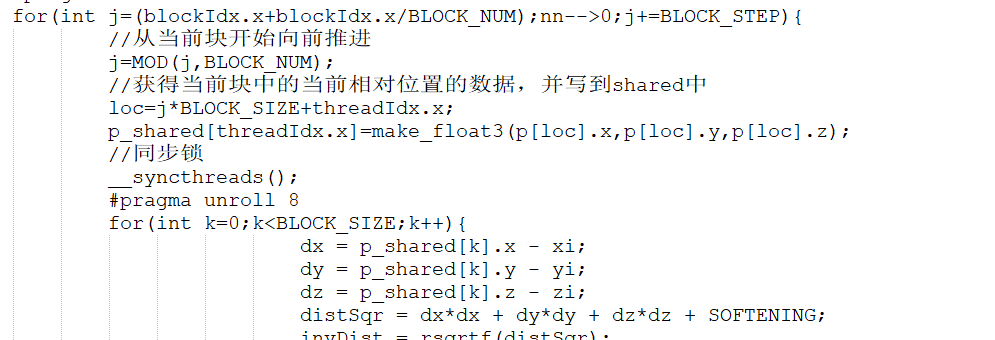 for(int j=(blockIdx.x+blockIdx.x/BLOCK_NUM);nn-->0;j+=BLOCK_STEP){
//从当前块开始向前推进
j=MOD(j,BLOCK_NUM);
//获得当前块中的当前相对位置的数据，并写到shared中
loc=j*BLOCK_SIZE+threadIdx.x;
p_shared[threadIdx.x]=make_float3(p[loc].x,p[loc].y,p[loc].z);
//同步锁
__syncthreads();
#pragma unroll 8
for(int k=0;k<BLOCK_SIZE;k++){
dx = p_shared[k].x - xi;
dy = p_shared[k].y - yi;
dz = p_shared[k].z - zi;
distSqr = dx*dx + dy*dy + dz*dz + SOFTENING;
invDist = rsqrtf(distSqr);